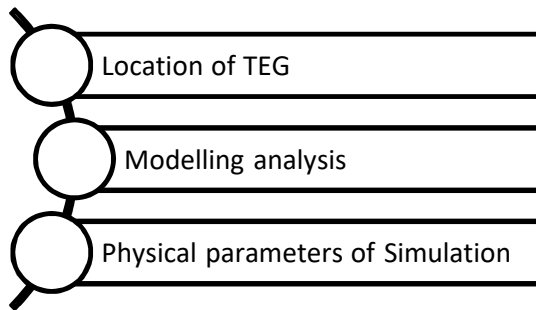 Location of TEG
Modelling analysis
Physical parameters of Simulation